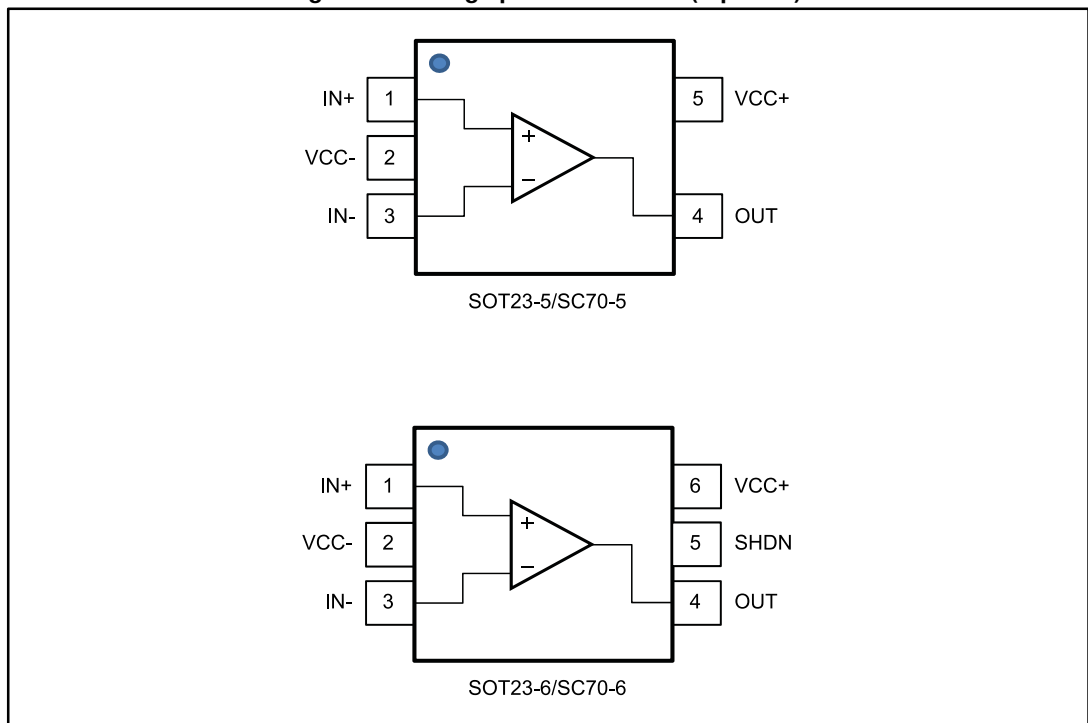 IN+ 1 5 VCC+
+
VCC- 2
−
IN- 3 4 OUT
SOT23-5/SC70-5
IN+ 1 6 VCC+
+
VCC- 2 5 SHDN
−
IN- 3 4 OUT
SOT23-6/SC70-6